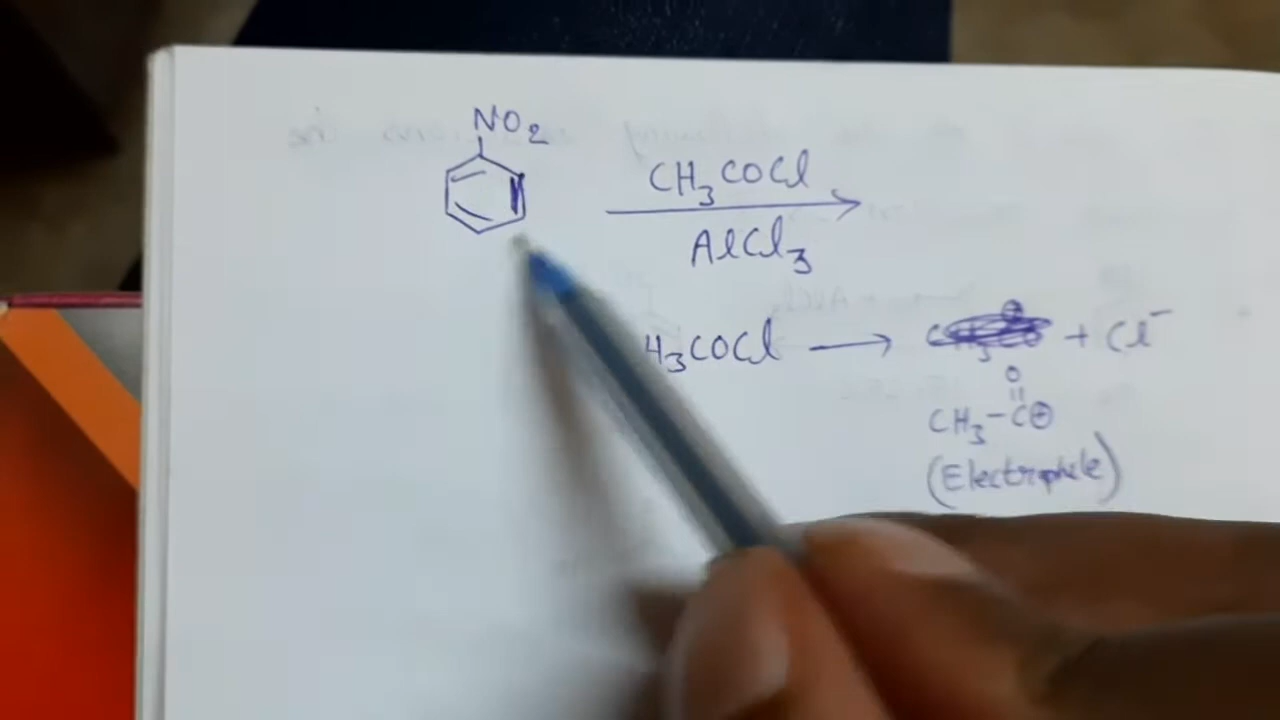 NO2
CH3COCl
AlCl3
H3COCl → + Cl⁻
O
CH3-C⊕
(Electrophile)